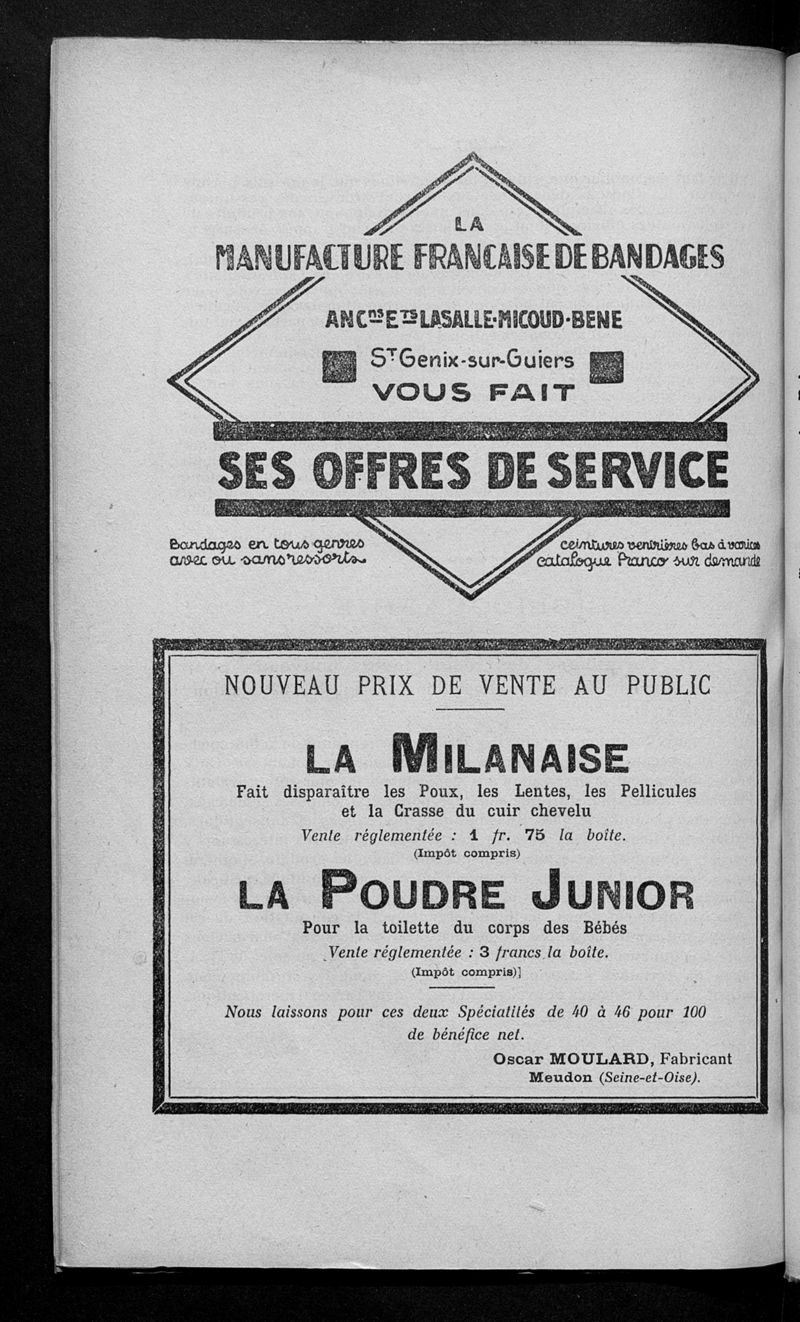 LA
MANUFACTURE FRANCAISE DE BANDAGES
ANCns ETS LASALLE-MICOUD-BENE
ST Genix-sur-Guiers
VOUS FAIT
SES OFFRES DE SERVICE
Bandages en tous genres
avec ou sans ressorts
ceintures ventrières bas à varices
catalogue franco sur demande
NOUVEAU PRIX DE VENTE AU PUBLIC
LA MILANAISE
Fait disparaître les Poux, les Lentes, les Pellicules
et la Crasse du cuir chevelu
Vente réglementée : 1 fr. 75 la boîte.
(Impôt compris)
LA POUDRE JUNIOR
Pour la toilette du corps des Bébés
Vente réglementée : 3 francs la boîte.
(Impôt compris)]
Nous laissons pour ces deux Spécialités de 40 à 46 pour 100
de bénéfice net.
Oscar MOULARD, Fabricant
Meudon (Seine-et-Oise).